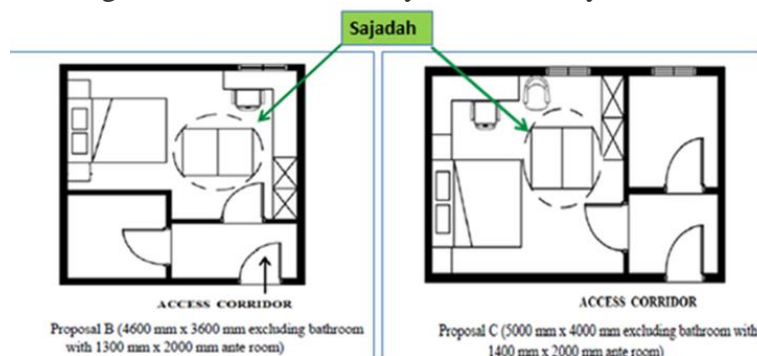 Sajadah
ACCESS CORRIDOR
Proposal B (4600 mm x 3600 mm excluding bathroom
with 1300 mm x 2000 mm ante room)
ACCESS CORRIDOR
Proposal C (5000 mm x 4000 mm excluding bathroom with
1400 mm x 2000 mm ante room)